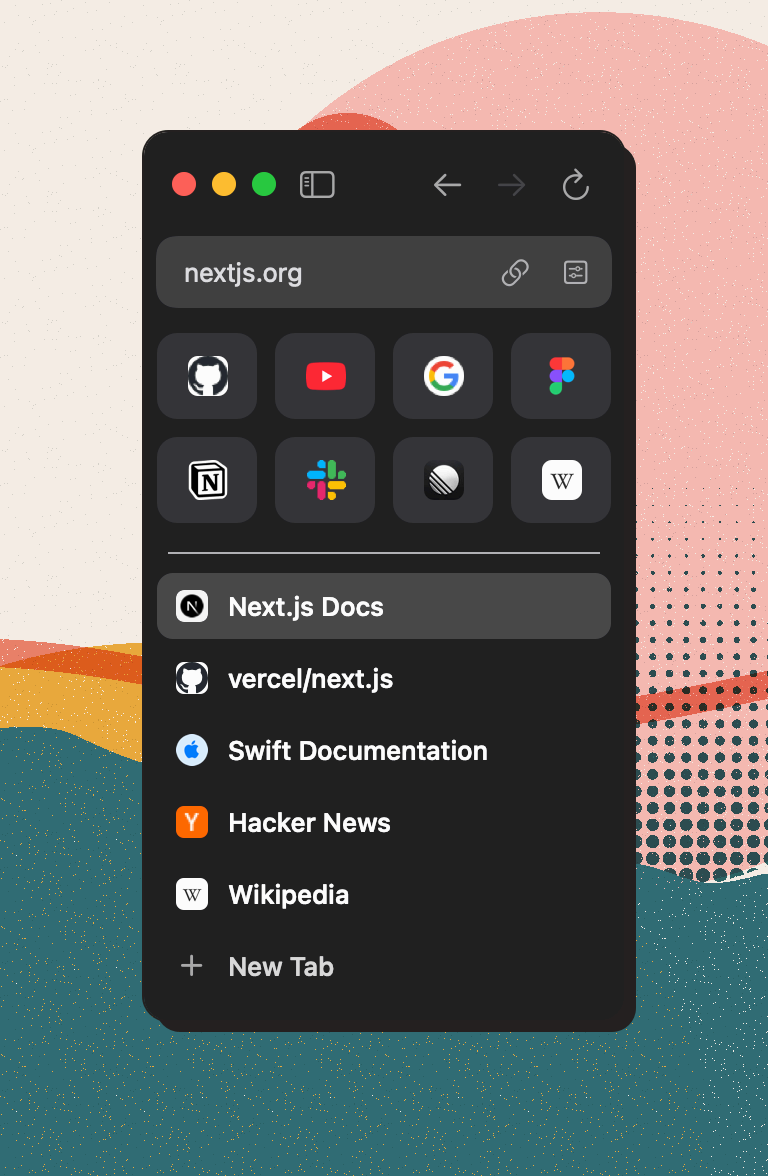 nextjs.org
Next.js Docs
vercel/next.js
Swift Documentation
Hacker News
Wikipedia
New Tab